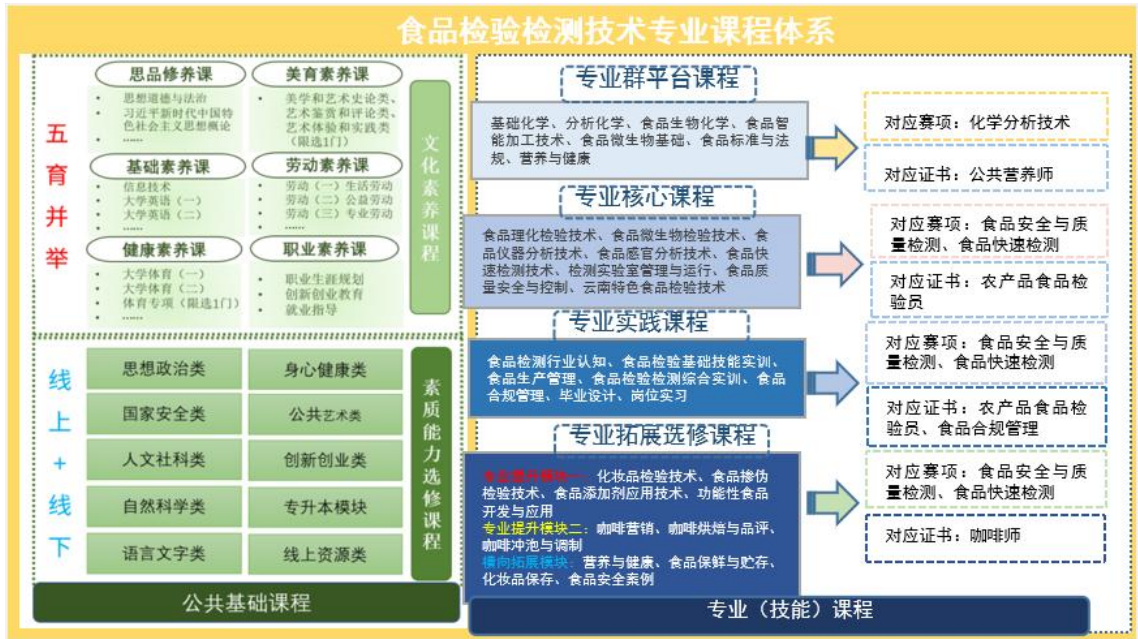 食品检验检测技术专业课程体系
五育并举
思品修养课
• 思想道德与法治
• 习近平新时代中国特
色社会主义思想概论
• ……
美育素养课
• 美学和艺术史论类、
艺术鉴赏和评论类、
艺术体验和实践类
（限选1门）
基础素养课
• 信息技术
• 大学英语（一）
• 大学英语（二）
• ……
劳动素养课
• 劳动（一）生活劳动
• 劳动（二）公益劳动
• 劳动（三）专业劳动
• ……
健康素养课
• 大学体育（一）
• 大学体育（二）
• 体育专项（限选1门）
• ……
职业素养课
• 职业生涯规划
• 创新创业教育
• 就业指导
文化素养课程
线上+线下
思想政治类
身心健康类
国家安全类
公共艺术类
人文社科类
创新创业类
自然科学类
专升本模块
语言文字类
线上资源类
素质能力选修课程
公共基础课程
专业群平台课程
基础化学、分析化学、食品生物化学、食品智
能加工技术、食品微生物基础、食品标准与法
规、营养与健康
对应赛项：化学分析技术
对应证书：公共营养师
专业核心课程
食品理化检验技术、食品微生物检验技术、食
品仪器分析技术、食品感官分析技术、食品快
速检测技术、检测实验室管理与运行、食品质
量安全与控制、云南特色食品检验技术
对应赛项：食品安全与质
量检测、食品快速检测
对应证书：农产品食品检
验员
专业实践课程
食品检测行业认知、食品检验基础技能实训、
食品生产管理、食品检验检测综合实训、食品
合规管理、毕业设计、岗位实习
对应赛项：食品安全与质
量检测、食品快速检测
对应证书：农产品食品检
验员、食品合规管理
专业拓展选修课程
专业提升模块一：化妆品检验技术、食品掺伪
检验技术、食品添加剂应用技术、功能性食品
开发与应用
专业提升模块二：咖啡营销、咖啡烘焙与品评、
咖啡冲泡与调制
横向拓展模块：营养与健康、食品保鲜与贮存、
化妆品保存、食品安全案例
对应赛项：食品安全与质
量检测、食品快速检测
对应证书：咖啡师
专业（技能）课程